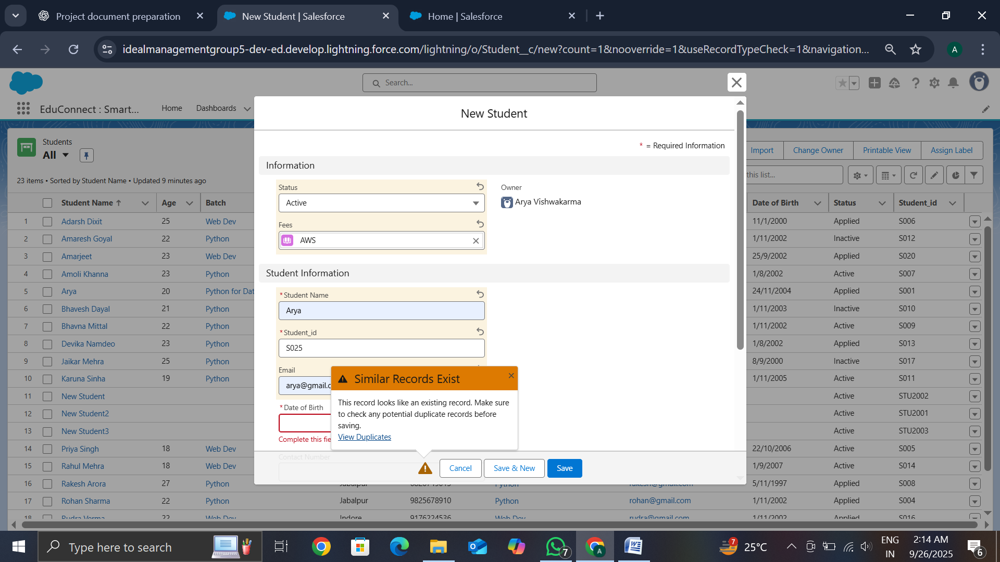 Project document preparation
New Student | Salesforce
Home | Salesforce
idealmanagementgroup5-dev-ed.develop.lightning.force.com/lightning/o/Student__c/new?count=1&nooverride=1&useRecordTypeCheck=1&navigation...
A
Search...
EduConnect : Smart...
Home
Dashboards
New Student
* = Required Information
Students
All
Import
Change Owner
Printable View
Assign Label
23 items • Sorted by Student Name • Updated 9 minutes ago
this list...
Information
Status
Active
Owner
Arya Vishwakarma
Fees
AWS
Student Information
*Student Name
Arya
*Student_id
S025
Email
arya@gmail.c
*Date of Birth
Complete this fie
Contact Number
Similar Records Exist
This record looks like an existing record. Make sure
to check any potential duplicate records before
saving.
View Duplicates
Cancel
Save & New
Save
Student Name Age Batch Date of Birth Status Student_id
1 Adarsh Dixit 25 Web Dev 11/1/2000 Applied S006
2 Amaresh Goyal 22 Python 1/11/2002 Inactive S012
3 Amarjeet 23 Web Dev 25/9/2002 Applied S020
4 Amoli Khanna 23 Python 1/8/2002 Active S007
5 Arya 20 Python for Dat 24/11/2004 Applied S001
6 Bhavesh Dayal 21 Python 1/11/2003 Inactive S010
7 Bhavna Mittal 22 Python 1/11/2002 Active S009
8 Devika Namdeo 23 Python 1/8/2002 Applied S013
9 Jaikar Mehra 25 Python 8/9/2000 Inactive S017
10 Karuna Sinha 19 Python 1/11/2005 Active S011
11 New Student Active STU2002
12 New Student2 Active STU2001
13 New Student3 Active STU2003
14 Priya Singh 18 Web Dev 22/10/2006 Active S005
15 Rahul Mehra 18 Web Dev 1/9/2007 Active S014
16 Rakesh Arora 27 Python Jabalpur Python rakesh@gmail.com 5/11/1997 Applied S008
17 Rohan Sharma 22 Python Jabalpur 9825678910 Python rohan@gmail.com 1/11/2002 Applied S004
18 Rudra Verma 22 Web Dev Indore 9176224536 Web Dev rudra@gmail.com 1/11/2002 Applied S016
Type here to search
7
A
7
25°C
ENG
IN
2:14 AM
9/26/2025
6